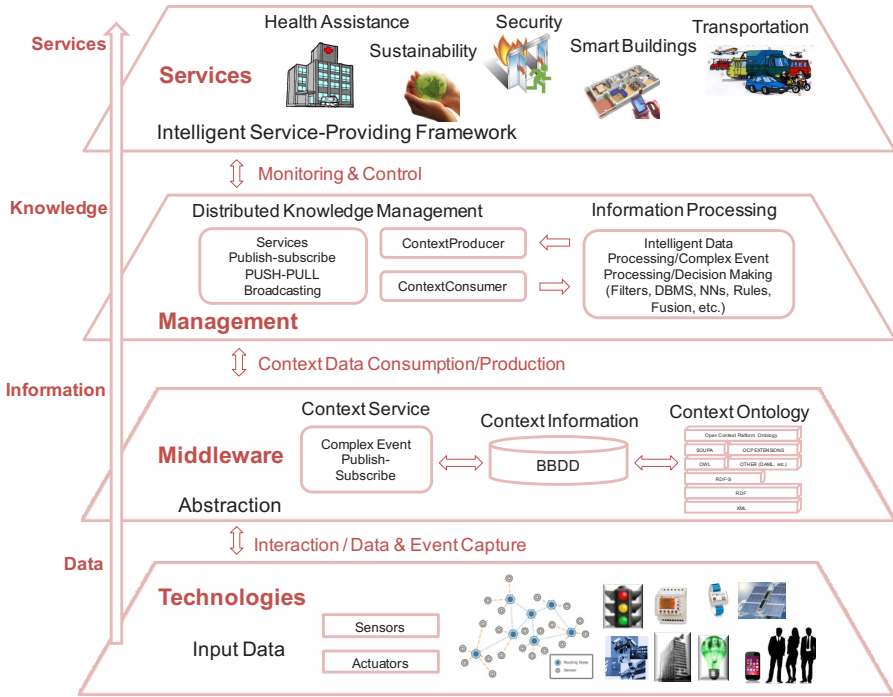 Services
Health Assistance
Security
Transportation
Sustainability
Smart Buildings
Services
Intelligent Service-Providing Framework
Monitoring & Control
Knowledge
Distributed Knowledge Management
Information Processing
Services
Publish-subscribe
PUSH-PULL
Broadcasting
ContextProducer
ContextConsumer
Intelligent Data
Processing/Complex Event
Processing/Decision Making
(Filters, DBMS, NNs, Rules,
Fusion, etc.)
Management
Context Data Consumption/Production
Information
Context Service
Context Information
Context Ontology
Middleware
Complex Event
Publish-
Subscribe
BBDD
Open Context Platform Ontology
SOUPA
OCP EXTENSIONS
OWL
OTHER (DAML, etc.)
RDF-S
RDF
XML
Abstraction
Interaction / Data & Event Capture
Data
Technologies
Input Data
Sensors
Actuators
Routing Node
Sensor